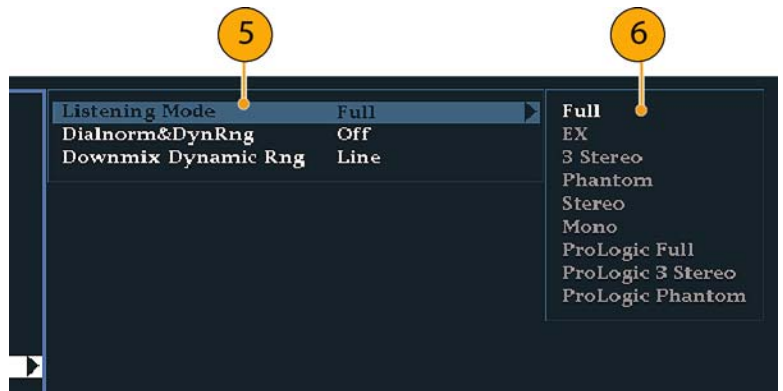 5
6
Listening Mode Full
Dialnorm&DynRng Off
Downmix Dynamic Rng Line
Full
EX
3 Stereo
Phantom
Stereo
Mono
ProLogic Full
ProLogic 3 Stereo
ProLogic Phantom